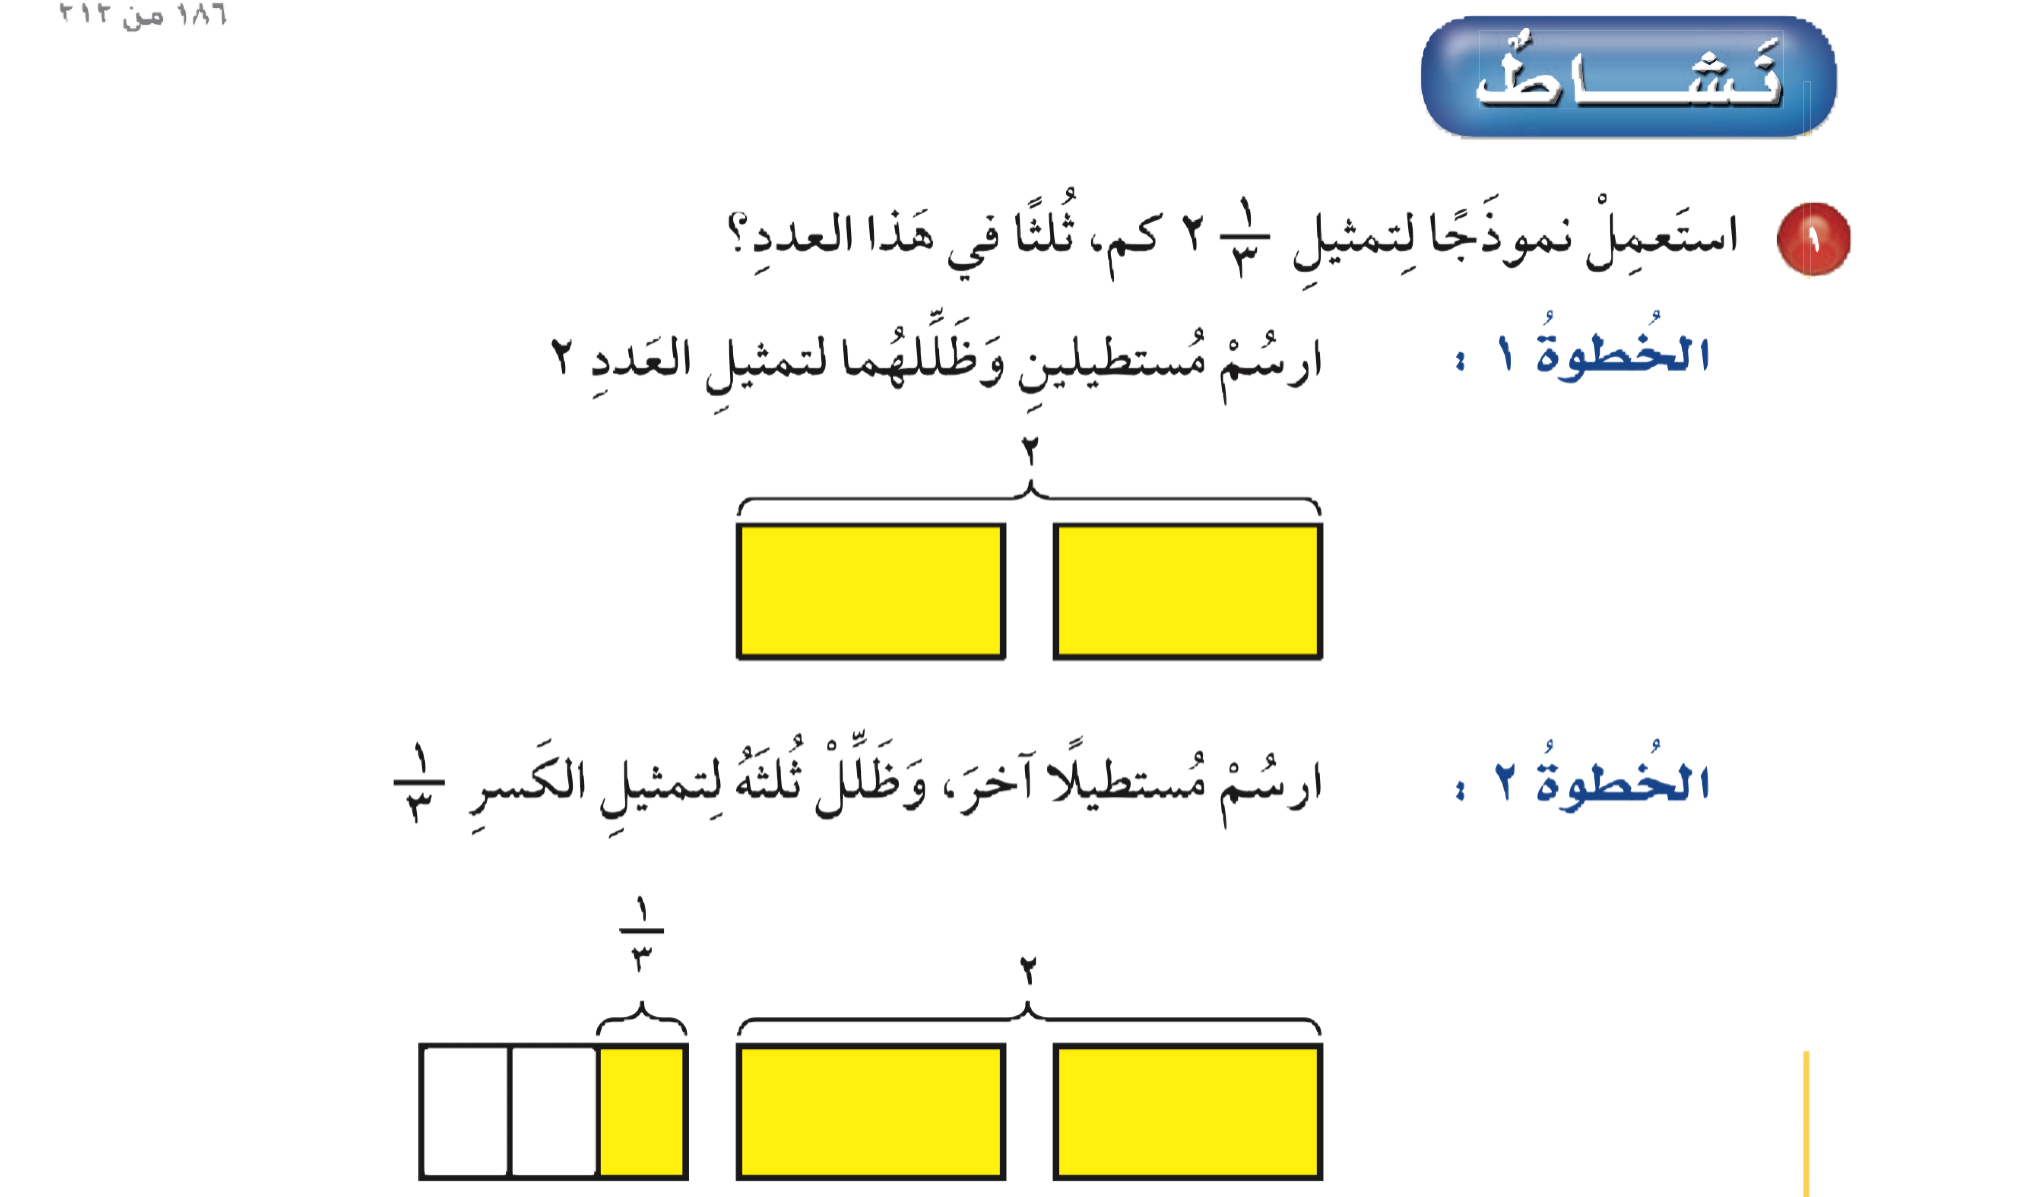 ١٨٦ من ٢١٢
نَشاطٌ
١ استَعمِلْ نموذَجًا لِتمثيلِ ١/٣ ٢ كم، ثُلثًا في هَذا العددِ؟
الخُطوةُ ١ : ارسُمْ مُستطيلينِ وَظَلِّلهُما لتمثيلِ العَددِ ٢
٢
الخُطوةُ ٢ : ارسُمْ مُستطيلًا آخرَ، وَظَلِّلْ ثُلثَهُ لِتمثيلِ الكَسرِ ١/٣
٢ ١/٣